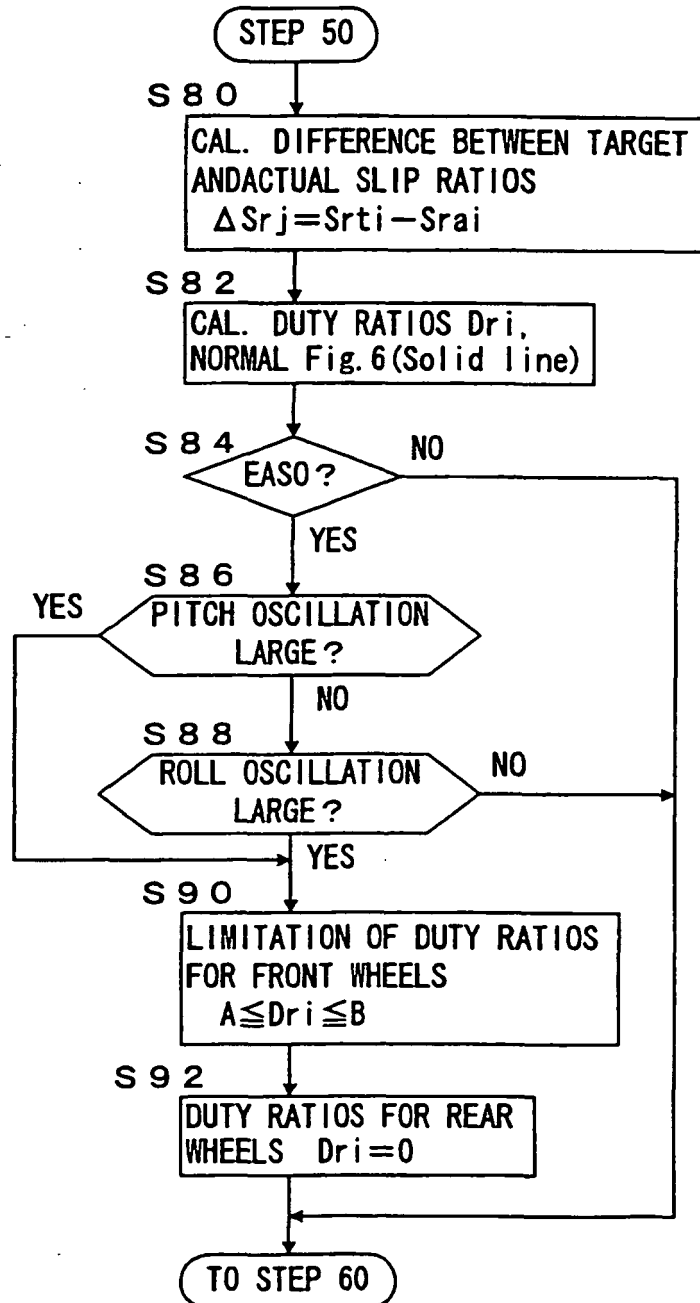 STEP 50
S80
CAL. DIFFERENCE BETWEEN TARGET
ANDACTUAL SLIP RATIOS
ΔSrj=Srti-Srai
S82
CAL. DUTY RATIOS Dri,
NORMAL Fig.6(Solid line)
S84
NO
EASO?
YES
S86
YES
PITCH OSCILLATION
LARGE?
NO
S88
ROLL OSCILLATION
LARGE?
NO
YES
S90
LIMITATION OF DUTY RATIOS
FOR FRONT WHEELS
A≦Dri≦B
S92
DUTY RATIOS FOR REAR
WHEELS Dri=0
TO STEP 60